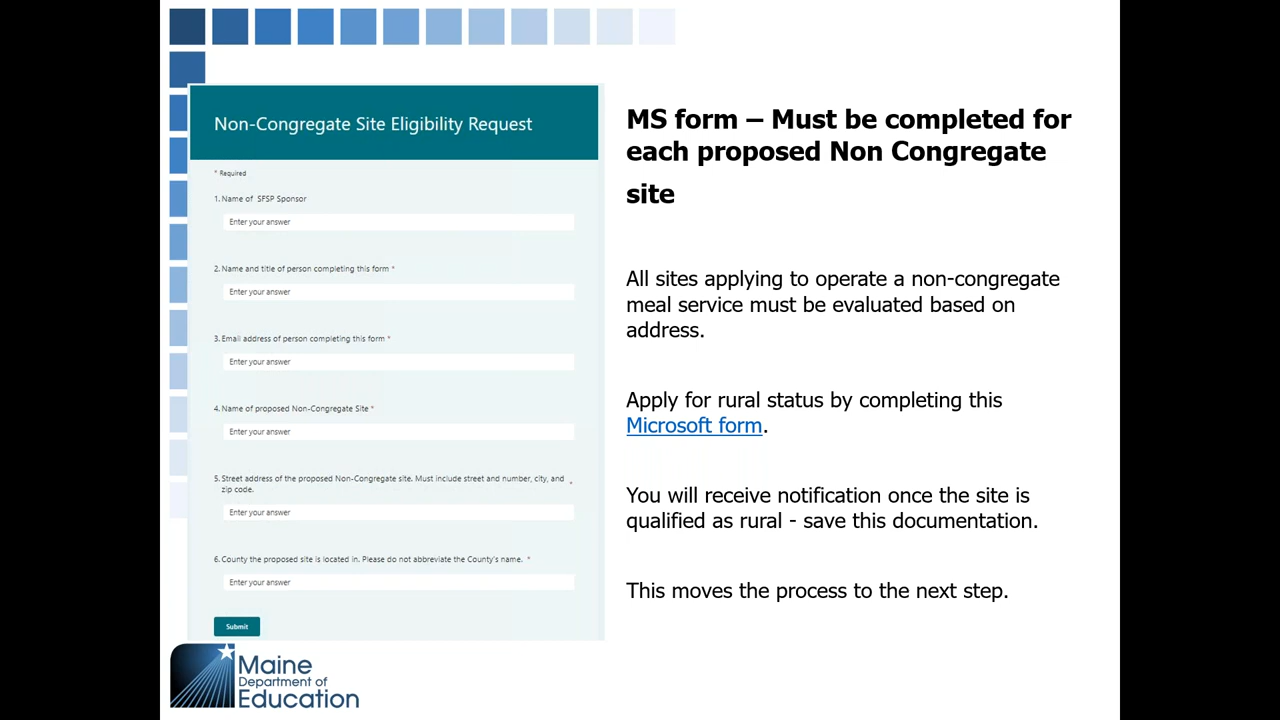 Non-Congregate Site Eligibility Request
* Required
1. Name of SFSP Sponsor
Enter your answer
2. Name and title of person completing this form *
Enter your answer
3. Email address of person completing this form *
Enter your answer
4. Name of proposed Non-Congregate Site *
Enter your answer
5. Street address of the proposed Non-Congregate site. Must include street and number, city, and
zip code. *
Enter your answer
6. County the proposed site is located in. Please do not abbreviate the County's name. *
Enter your answer
Submit
MS form – Must be completed for
each proposed Non Congregate
site
All sites applying to operate a non-congregate
meal service must be evaluated based on
address.
Apply for rural status by completing this
Microsoft form.
You will receive notification once the site is
qualified as rural - save this documentation.
This moves the process to the next step.
Maine
Department of
Education